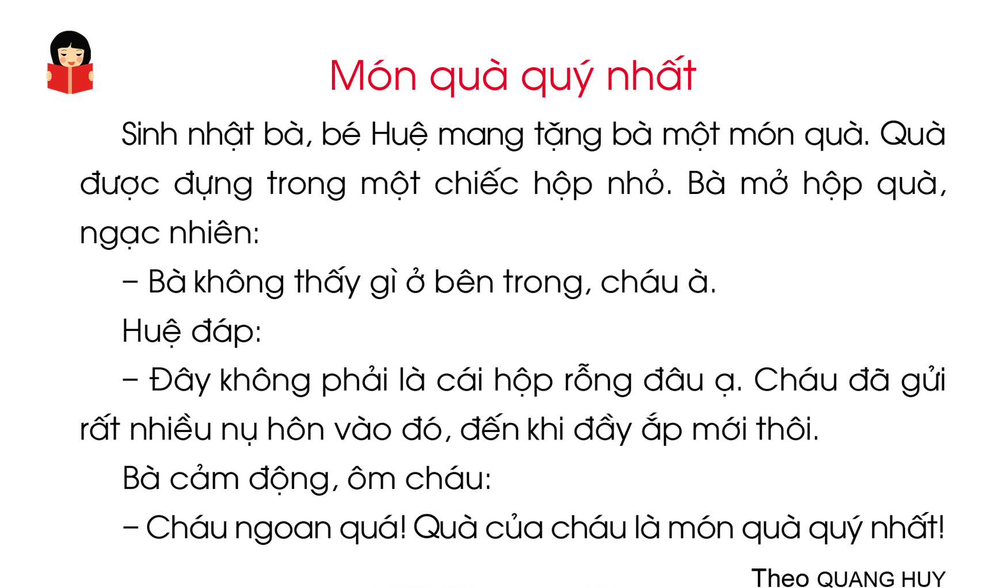 Món quà quý nhất
Sinh nhật bà, bé Huệ mang tặng bà một món quà. Quà
được đựng trong một chiếc hộp nhỏ. Bà mở hộp quà,
ngạc nhiên:
– Bà không thấy gì ở bên trong, cháu à.
Huệ đáp:
– Đây không phải là cái hộp rỗng đâu ạ. Cháu đã gửi
rất nhiều nụ hôn vào đó, đến khi đầy ắp mới thôi.
Bà cảm động, ôm cháu:
– Cháu ngoan quá! Quà của cháu là món quà quý nhất!
Theo QUANG HUY